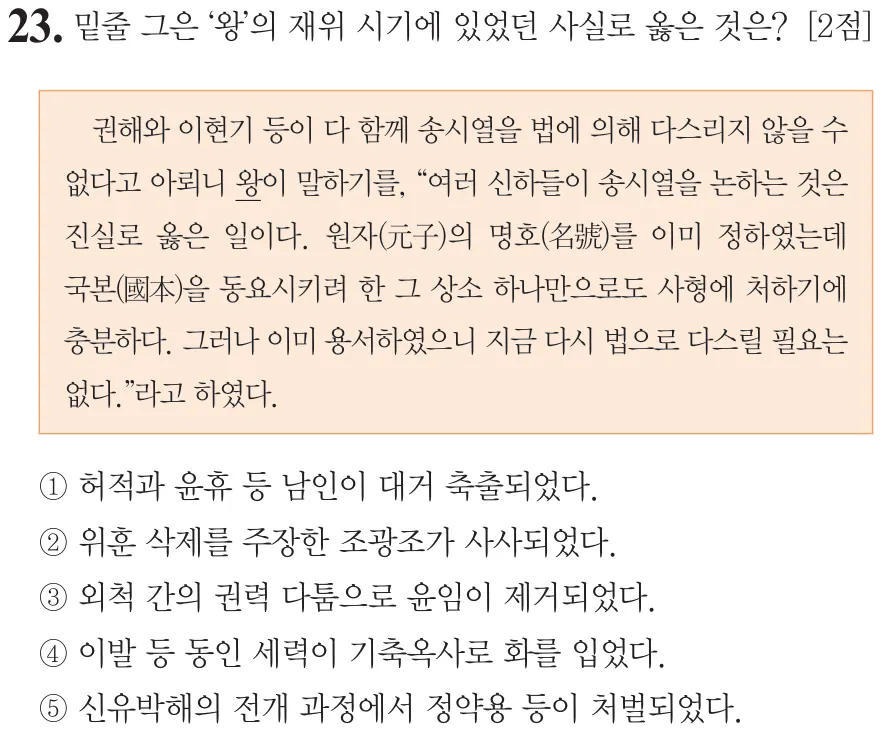 23. 밑줄 그은 ‘왕’의 재위 시기에 있었던 사실로 옳은 것은? [2점]
권해와 이현기 등이 다 함께 송시열을 법에 의해 다스리지 않을 수
없다고 아뢰니 왕이 말하기를, “여러 신하들이 송시열을 논하는 것은
진실로 옳은 일이다. 원자(元子)의 명호(名號)를 이미 정하였는데
국본(國本)을 동요시키려 한 그 상소 하나만으로도 사형에 처하기에
충분하다. 그러나 이미 용서하였으니 지금 다시 법으로 다스릴 필요는
없다.”라고 하였다.
① 허적과 윤휴 등 남인이 대거 축출되었다.
② 위훈 삭제를 주장한 조광조가 사사되었다.
③ 외척 간의 권력 다툼으로 윤임이 제거되었다.
④ 이발 등 동인 세력이 기축옥사로 화를 입었다.
⑤ 신유박해의 전개 과정에서 정약용 등이 처벌되었다.